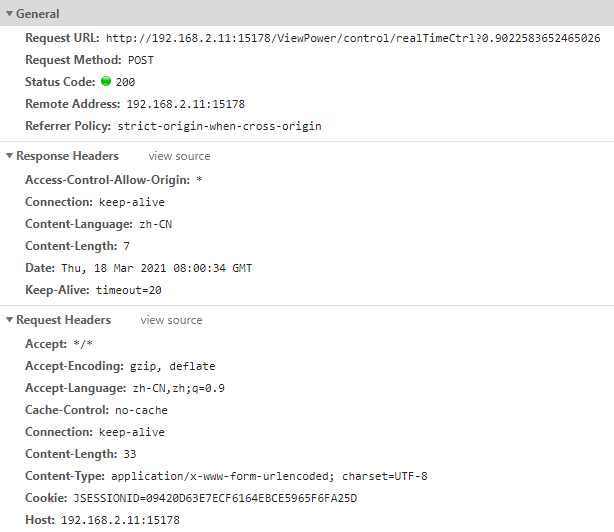 General
Request URL: http://192.168.2.11:15178/ViewPower/control/realTimeCtrl?0.9022583652465026
Request Method: POST
Status Code: 200
Remote Address: 192.168.2.11:15178
Referrer Policy: strict-origin-when-cross-origin
Response Headers view source
Access-Control-Allow-Origin: *
Connection: keep-alive
Content-Language: zh-CN
Content-Length: 7
Date: Thu, 18 Mar 2021 08:00:34 GMT
Keep-Alive: timeout=20
Request Headers view source
Accept: */*
Accept-Encoding: gzip, deflate
Accept-Language: zh-CN,zh;q=0.9
Cache-Control: no-cache
Connection: keep-alive
Content-Length: 33
Content-Type: application/x-www-form-urlencoded; charset=UTF-8
Cookie: JSESSIONID=09420D63E7ECF6164EBCE5965F6FA25D
Host: 192.168.2.11:15178